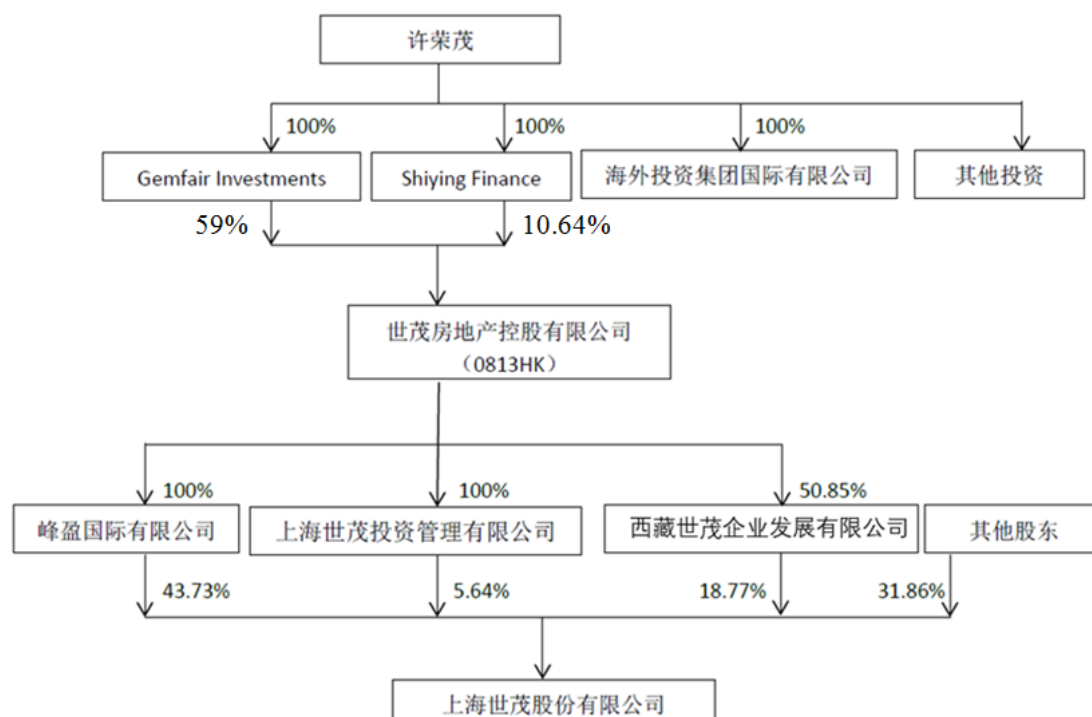 许荣茂
100%
100%
100%
Gemfair Investments
Shiying Finance
海外投资集团国际有限公司
其他投资
59%
10.64%
世茂房地产控股有限公司
（0813HK）
100%
100%
50.85%
峰盈国际有限公司
上海世茂投资管理有限公司
西藏世茂企业发展有限公司
其他股东
43.73%
5.64%
18.77%
31.86%
上海世茂股份有限公司